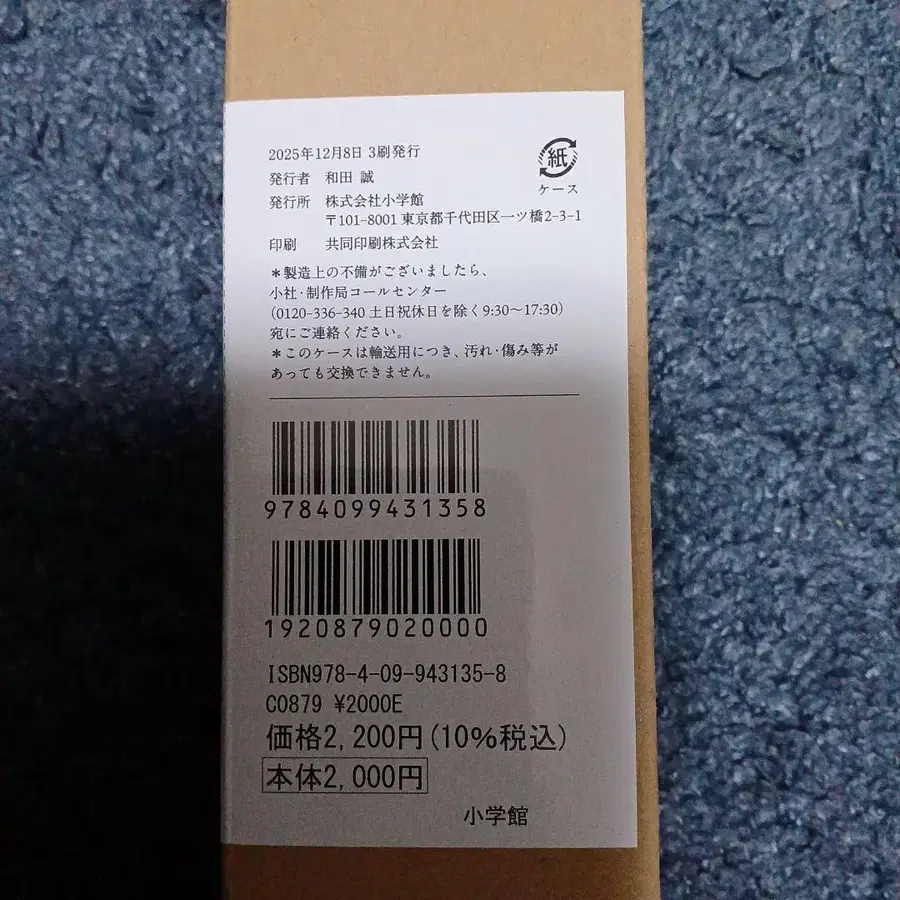 2025年12月8日 3刷発行
発行者 和田 誠
発行所 株式会社小学館
〒101-8001 東京都千代田区一ツ橋2-3-1
印刷 共同印刷株式会社
紙
ケース
＊製造上の不備がございましたら、
小社･制作局コールセンター
（0120-336-340 土日祝休日を除く9:30〜17:30）
宛にご連絡ください。
＊このケースは輸送用につき、汚れ･傷み等が
あっても交換できません。
9784099431358
1920879020000
ISBN978-4-09-943135-8
C0879 ¥2000E
価格2,200円(10%税込)
本体2,000円
小学館